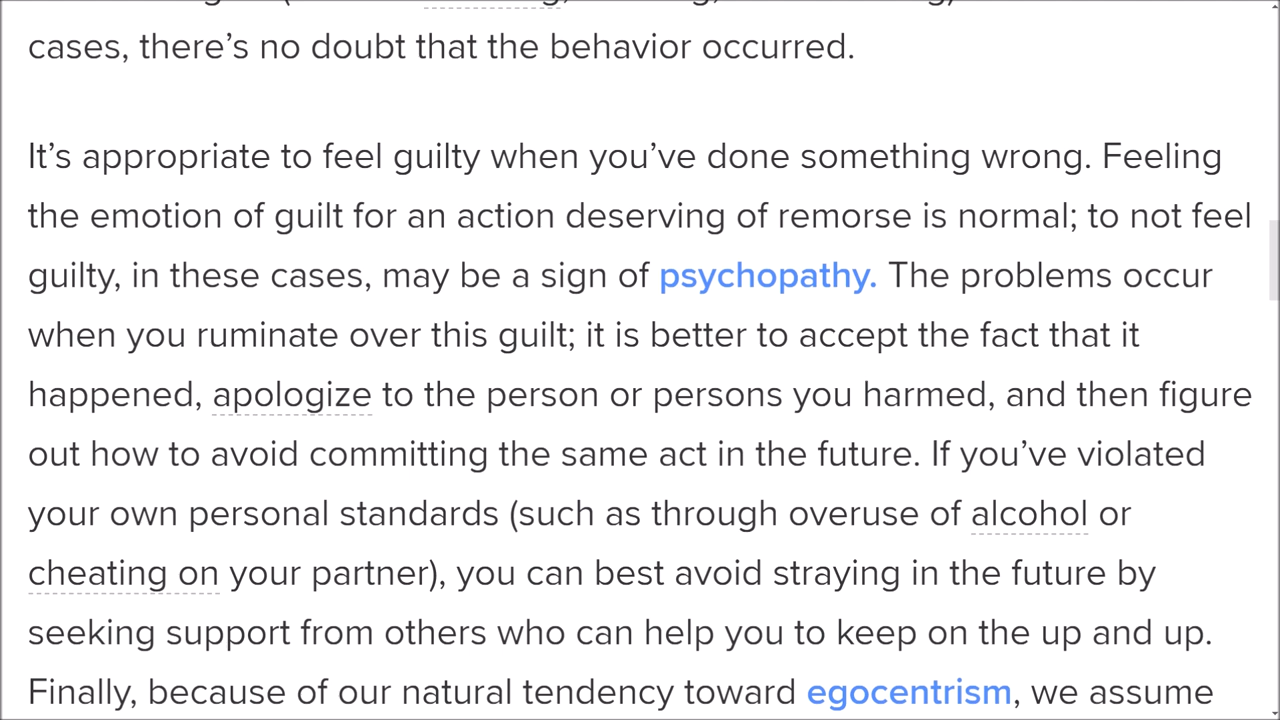 cases, there’s no doubt that the behavior occurred.
It’s appropriate to feel guilty when you’ve done something wrong. Feeling
the emotion of guilt for an action deserving of remorse is normal; to not feel
guilty, in these cases, may be a sign of psychopathy. The problems occur
when you ruminate over this guilt; it is better to accept the fact that it
happened, apologize to the person or persons you harmed, and then figure
out how to avoid committing the same act in the future. If you’ve violated
your own personal standards (such as through overuse of alcohol or
cheating on your partner), you can best avoid straying in the future by
seeking support from others who can help you to keep on the up and up.
Finally, because of our natural tendency toward egocentrism, we assume